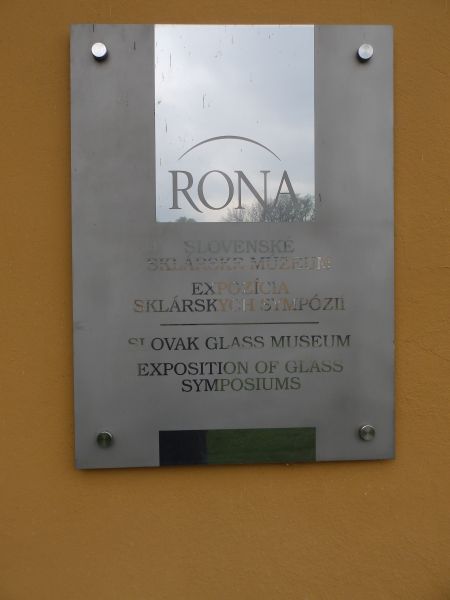 RONA
SLOVENSKÉ
SKLÁRSKE MÚZEUM
EXPOZÍCIA
SKLÁRSKYCH SYMPÓZIÍ
SLOVAK GLASS MUSEUM
EXPOSITION OF GLASS
SYMPOSIUMS